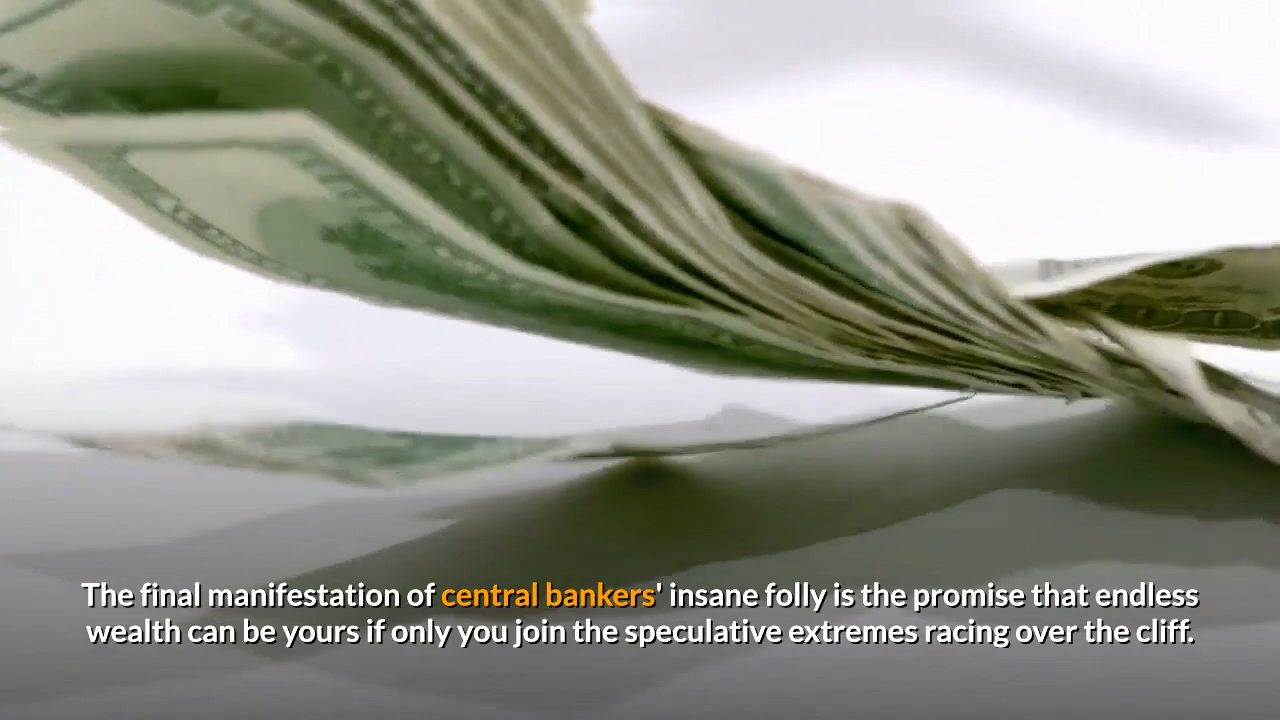 The final manifestation of central bankers' insane folly is the promise that endless
wealth can be yours if only you join the speculative extremes racing over the cliff.